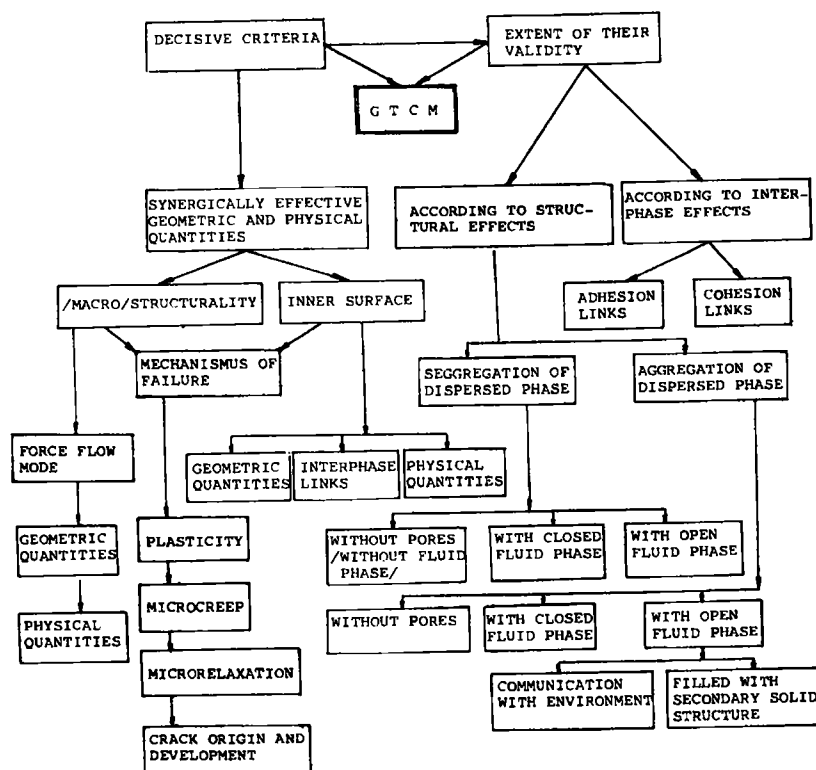 DECISIVE CRITERIA
EXTENT OF THEIR
VALIDITY
G T C M
SYNERGICALLY EFFECTIVE
GEOMETRIC AND PHYSICAL
QUANTITIES
ACCORDING TO STRUC-
TURAL EFFECTS
ACCORDING TO INTER-
PHASE EFFECTS
/MACRO/STRUCTURALITY
INNER SURFACE
ADHESION
LINKS
COHESION
LINKS
MECHANISMUS OF
FAILURE
SEGGREGATION OF
DISPERSED PHASE
AGGREGATION OF
DISPERSED PHASE
FORCE FLOW
MODE
GEOMETRIC
QUANTITIES
INTERPHASE
LINKS
PHYSICAL
QUANTITIES
GEOMETRIC
QUANTITIES
PLASTICITY
WITHOUT PORES
/WITHOUT FLUID
PHASE/
WITH CLOSED
FLUID PHASE
WITH OPEN
FLUID PHASE
PHYSICAL
QUANTITIES
MICROCREEP
WITHOUT PORES
WITH CLOSED
FLUID PHASE
WITH OPEN
FLUID PHASE
MICRORELAXATION
COMMUNICATION
WITH ENVIRONMENT
FILLED WITH
SECONDARY SOLID
STRUCTURE
CRACK ORIGIN AND
DEVELOPMENT